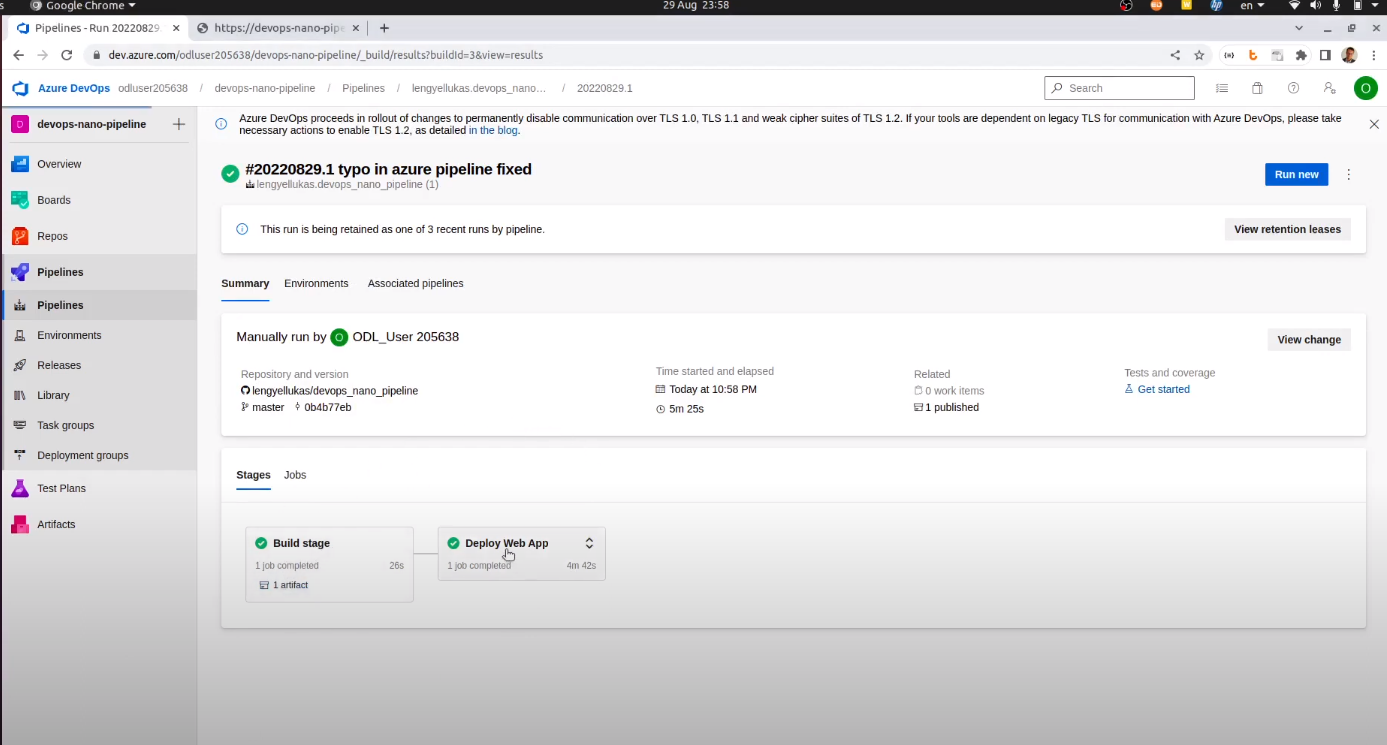 s Google Chrome 29 Aug 23:58 en
Pipelines - Run 20220829. https://devops-nano-pipe
dev.azure.com/odluser205638/devops-nano-pipeline/_build/results?buildId=3&view=results
Azure DevOps odluser205638 / devops-nano-pipeline / Pipelines / lengyellukas.devops_nano... / 20220829.1 Search O
D devops-nano-pipeline
Azure DevOps proceeds in rollout of changes to permanently disable communication over TLS 1.0, TLS 1.1 and weak cipher suites of TLS 1.2. If your tools are dependent on legacy TLS for communication with Azure DevOps, please take
necessary actions to enable TLS 1.2, as detailed in the blog.
Overview
Boards
Repos
Pipelines
Pipelines
Environments
Releases
Library
Task groups
Deployment groups
Test Plans
Artifacts
#20220829.1 typo in azure pipeline fixed
lengyellukas.devops_nano_pipeline (1)
Run new
This run is being retained as one of 3 recent runs by pipeline.
View retention leases
Summary Environments Associated pipelines
Manually run by O ODL_User 205638
View change
Repository and version
lengyellukas/devops_nano_pipeline
master 0b4b77eb
Time started and elapsed
Today at 10:58 PM
5m 25s
Related
0 work items
1 published
Tests and coverage
Get started
Stages Jobs
Build stage
1 job completed 26s
1 artifact
Deploy Web App
1 job completed 4m 42s